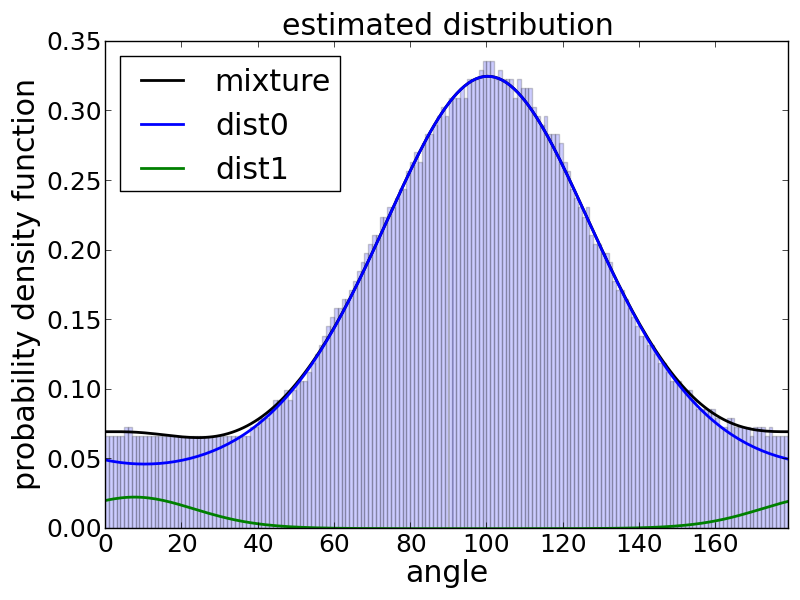 estimated distribution
mixture
dist0
dist1
probability density function
0.35
0.30
0.25
0.20
0.15
0.10
0.05
0.00
0 20 40 60 80 100 120 140 160
angle